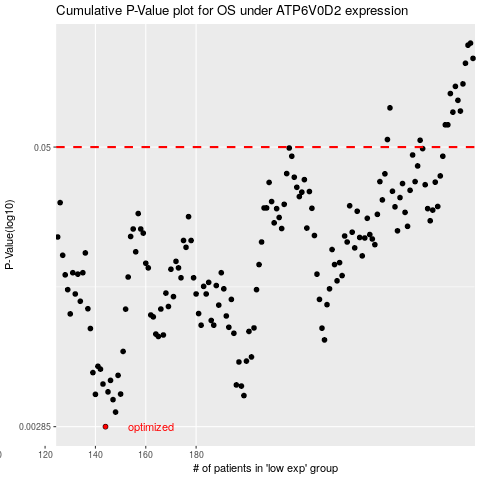 Cumulative P-Value plot for OS under ATP6V0D2 expression
P-Value(log10)
0.05
0.00285
optimized
0 120 140 160 180
# of patients in 'low exp' group